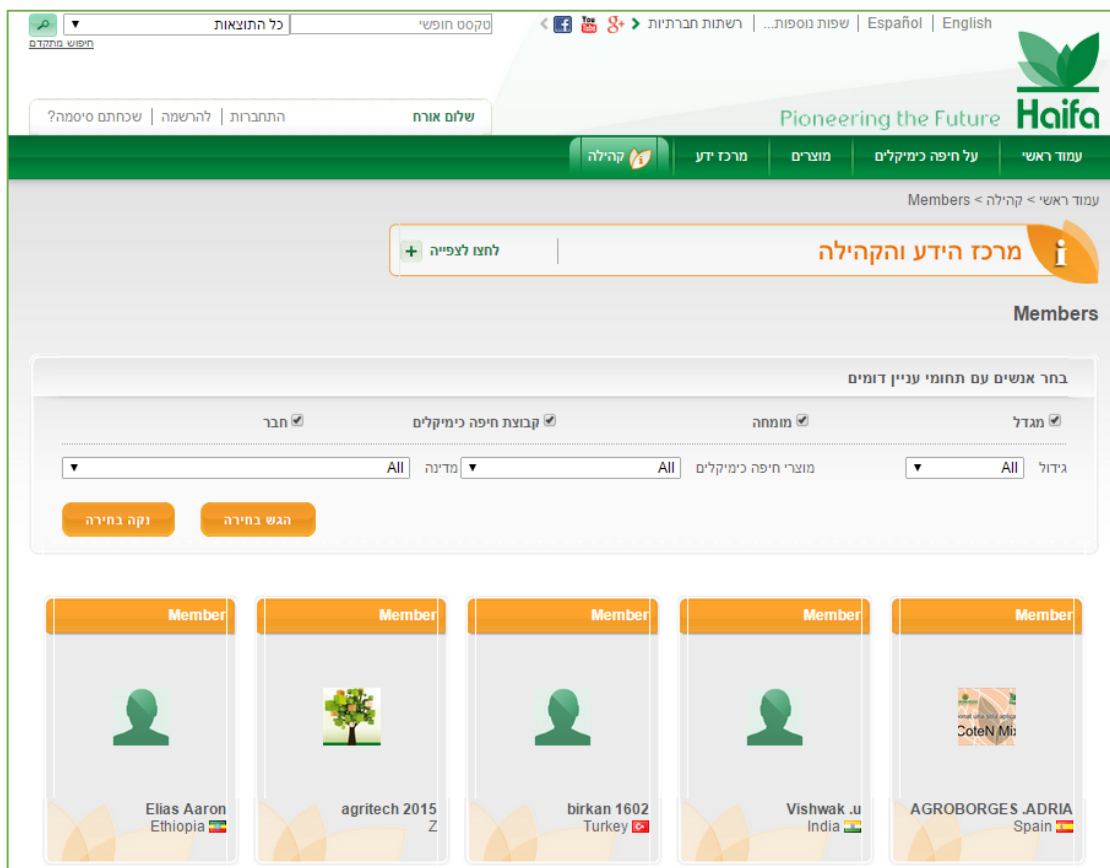 English | Español | שפות נוספות... | רשתות חברתיות
טקסט חופשי
כל התוצאות
חיפוש מתקדם
Haifa
Pioneering the Future
שלום אורח
התחברות | להרשמה | שכחתם סיסמה?
עמוד ראשי
על חיפה כימיקלים
מוצרים
מרכז ידע
קהילה
עמוד ראשי > קהילה > Members
מרכז הידע והקהילה
לחצו לצפייה +
Members
בחר אנשים עם תחומי עניין דומים
מגדל
מומחה
קבוצת חיפה כימיקלים
חבר
גידול All
מוצרי חיפה כימיקלים All
מדינה All
הגש בחירה
נקה בחירה
Member
CoteN Mi
AGROBORGES .ADRIA
Spain
Member
Vishwak .u
India
Member
birkan 1602
Turkey
Member
agritech 2015
Z
Member
Elias Aaron
Ethiopia